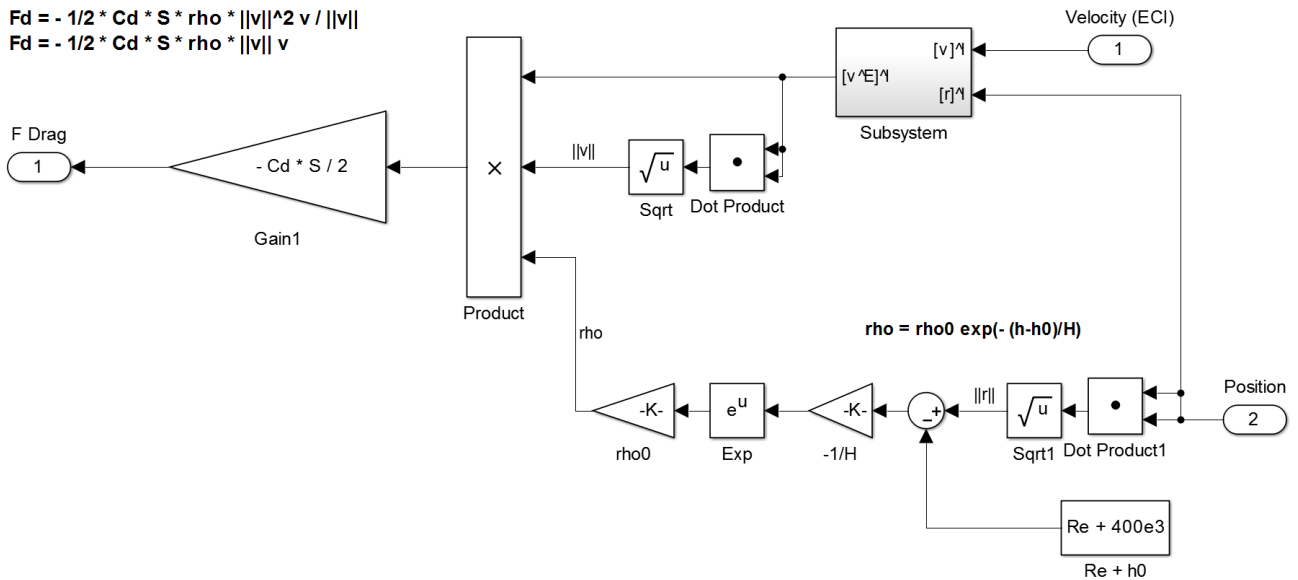 Fd = - 1/2 * Cd * S * rho * ||v||^2 v / ||v||
Fd = - 1/2 * Cd * S * rho * ||v|| v
Velocity (ECI)
1
[v]^I
[v^E]^I
[r]^I
Subsystem
F Drag
1
- Cd * S / 2
Gain1
×
Product
||v||
√u
Sqrt
•
Dot Product
rho
rho = rho0 exp(- (h-h0)/H)
Position
2
-K-
rho0
e^u
Exp
-K-
-1/H
+
−
||r||
√u
Sqrt1
•
Dot Product1
Re + 400e3
Re + h0